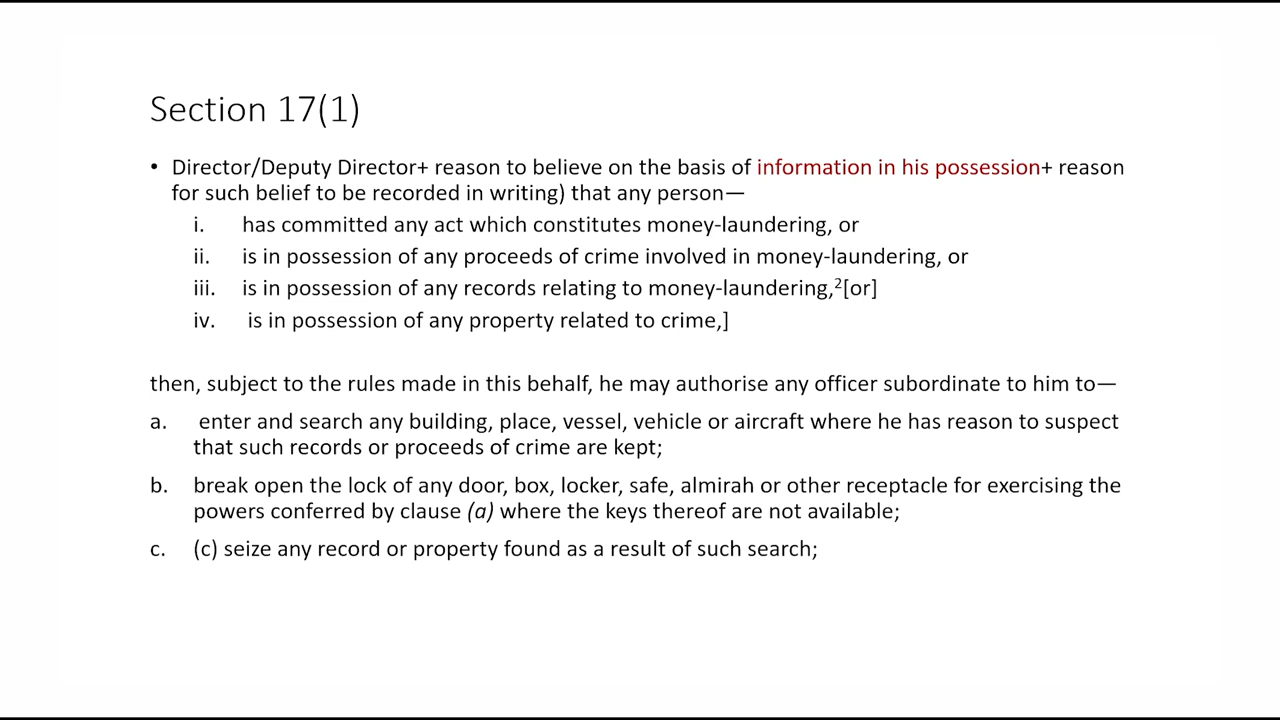 Section 17(1)
• Director/Deputy Director+ reason to believe on the basis of information in his possession+ reason
for such belief to be recorded in writing) that any person—
i. has committed any act which constitutes money-laundering, or
ii. is in possession of any proceeds of crime involved in money-laundering, or
iii. is in possession of any records relating to money-laundering,²[or]
iv. is in possession of any property related to crime,]
then, subject to the rules made in this behalf, he may authorise any officer subordinate to him to—
a. enter and search any building, place, vessel, vehicle or aircraft where he has reason to suspect
that such records or proceeds of crime are kept;
b. break open the lock of any door, box, locker, safe, almirah or other receptacle for exercising the
powers conferred by clause (a) where the keys thereof are not available;
c. (c) seize any record or property found as a result of such search;